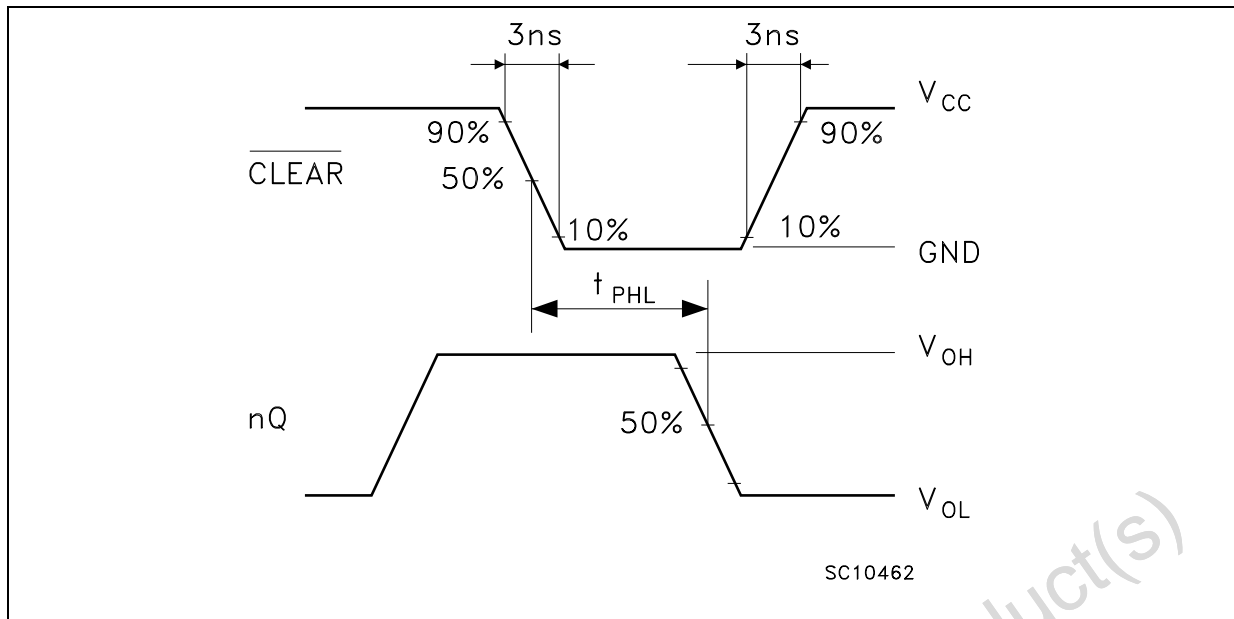 3ns 3ns
V CC
90% 90%
CLEAR
50%
10% 10%
GND
t PHL
V OH
nQ
50%
V OL
SC10462